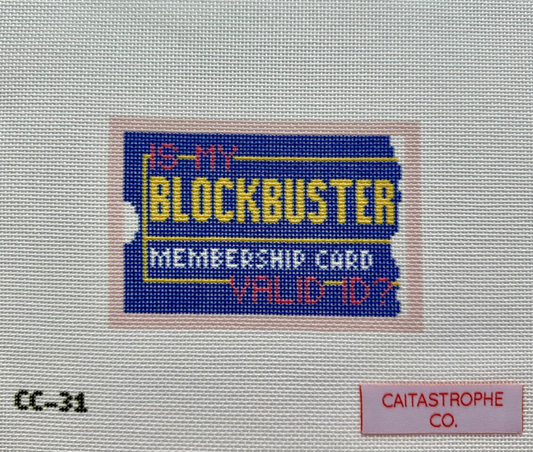 IS MY
BLOCKBUSTER
MEMBERSHIP CARD
VALID ID?
CC-31
CAITASTROPHE
CO.